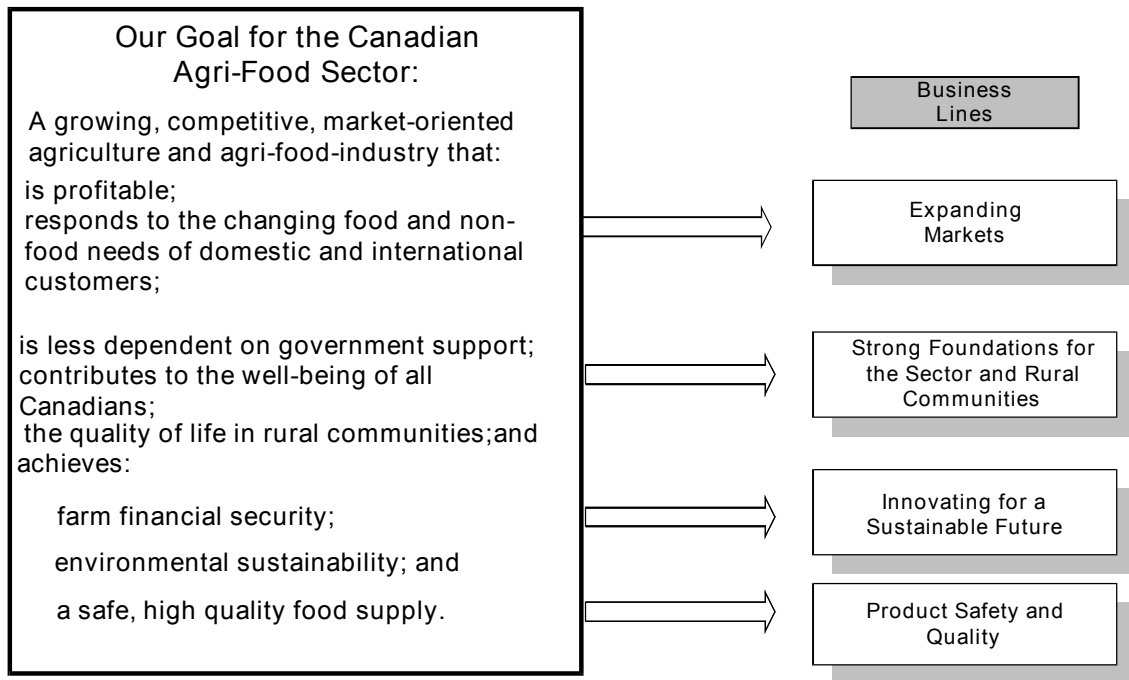 Our Goal for the Canadian
Agri-Food Sector:
A growing, competitive, market-oriented
agriculture and agri-food-industry that:
is profitable;
responds to the changing food and non-
food needs of domestic and international
customers;
is less dependent on government support;
contributes to the well-being of all
Canadians;
the quality of life in rural communities;and
achieves:
farm financial security;
environmental sustainability; and
a safe, high quality food supply.
Business
Lines
Expanding
Markets
Strong Foundations for
the Sector and Rural
Communities
Innovating for a
Sustainable Future
Product Safety and
Quality